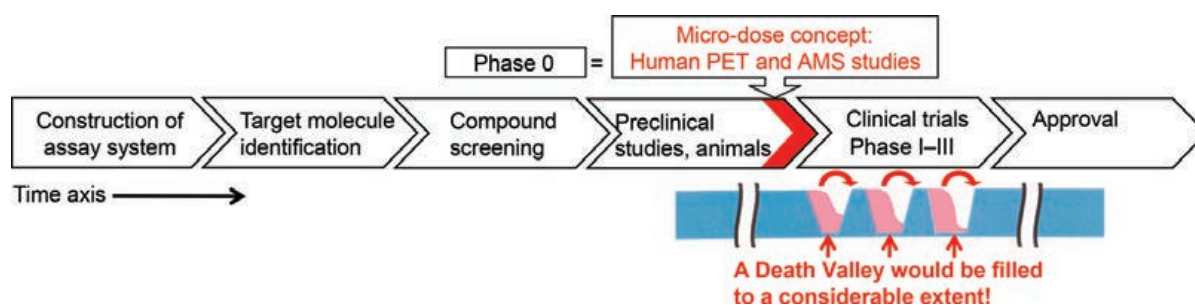 Micro-dose concept:
Human PET and AMS studies
Phase 0
=
Construction of
assay system
Target molecule
identification
Compound
screening
Preclinical
studies, animals
Clinical trials
Phase I–III
Approval
Time axis
A Death Valley would be filled
to a considerable extent!